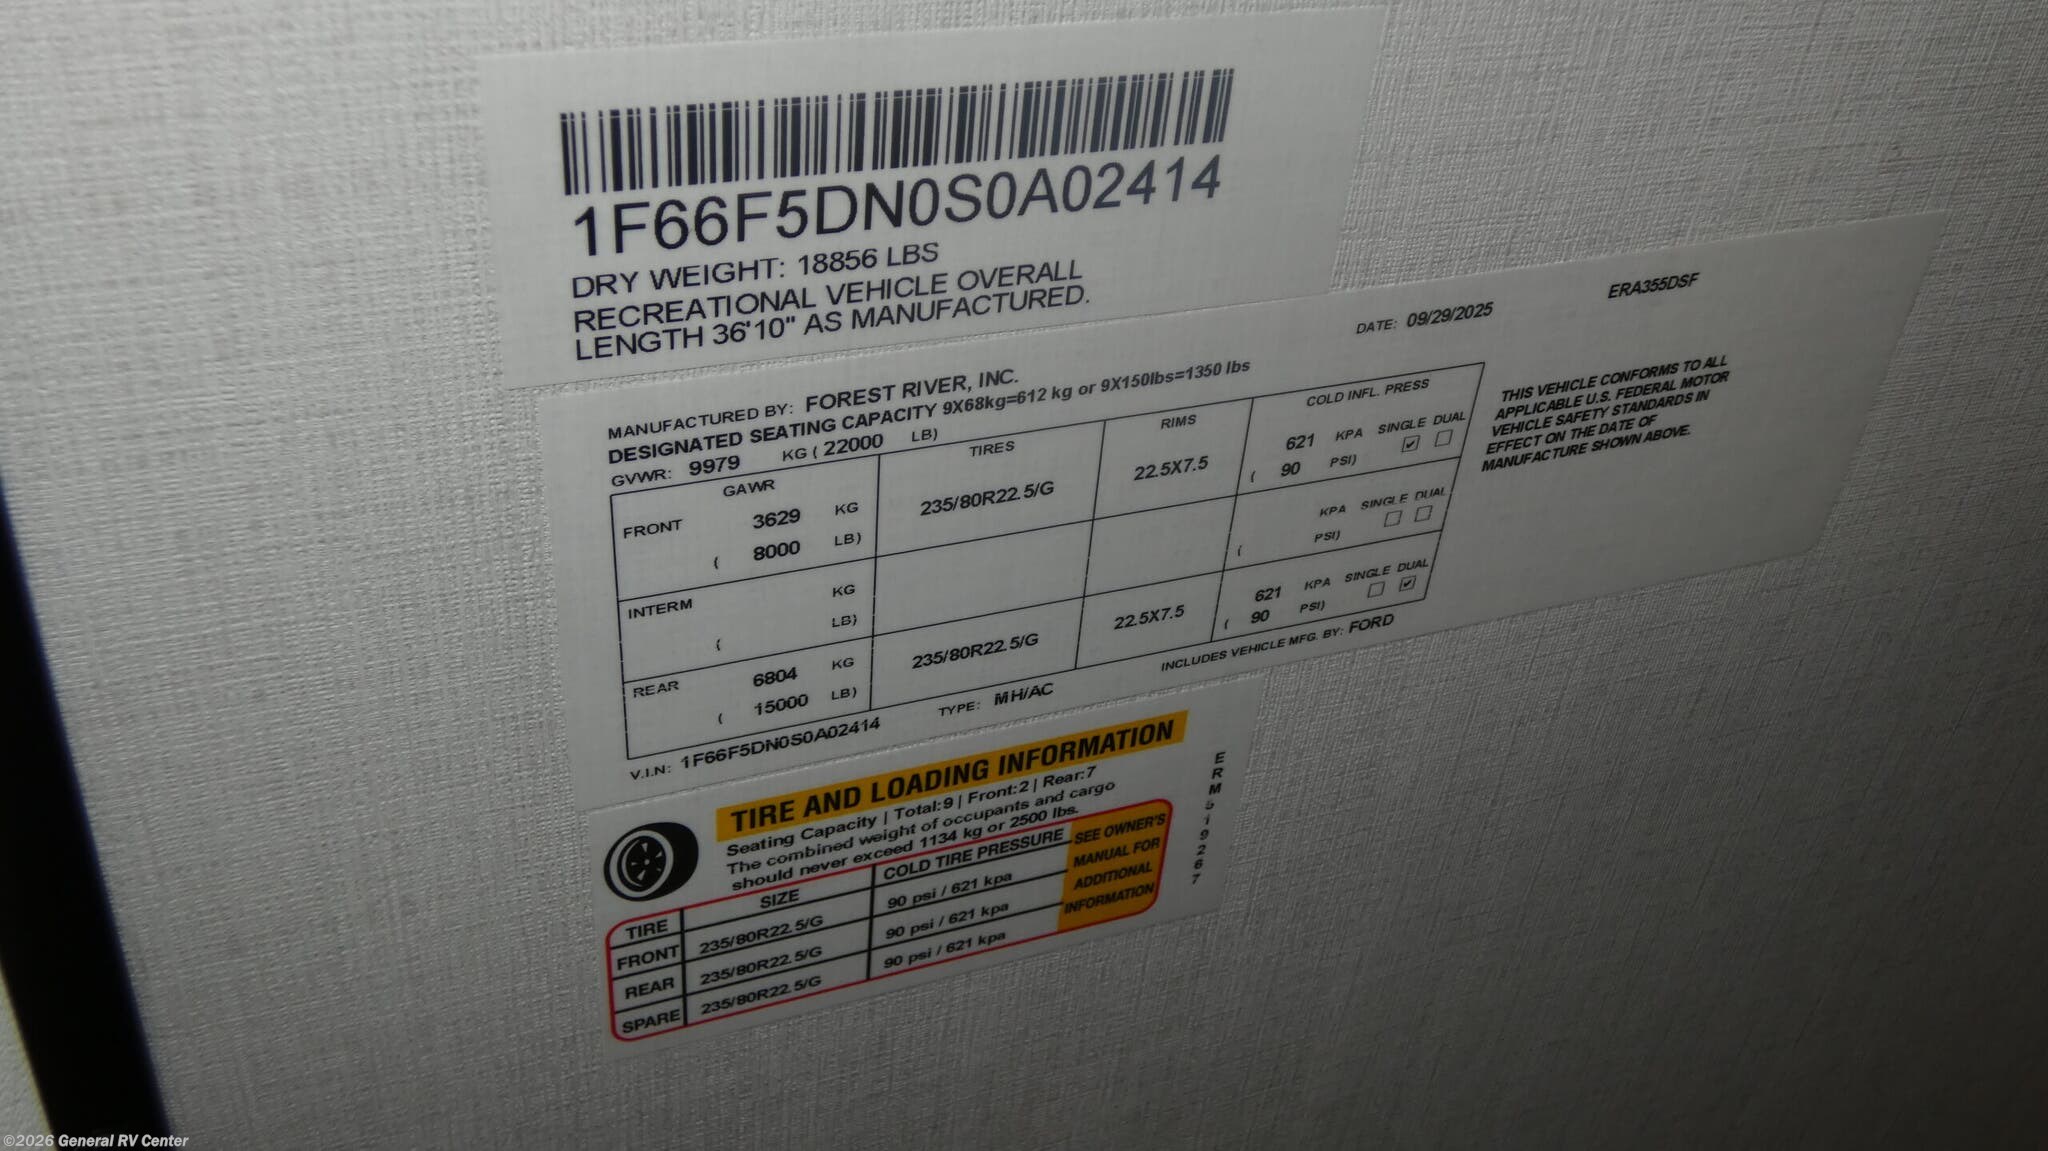 1F66F5DN0S0A02414
DRY WEIGHT: 18856 LBS
RECREATIONAL VEHICLE OVERALL
LENGTH 36'10" AS MANUFACTURED.
MANUFACTURED BY: FOREST RIVER, INC. DATE: 09/29/2025 ERA355DSF
DESIGNATED SEATING CAPACITY 9X68kg=612 kg or 9X150lbs=1350 lbs
GVWR: 9979 KG ( 22000 LB)
GAWR TIRES RIMS COLD INFL. PRESS
FRONT 3629 KG 235/80R22.5/G 22.5X7.5 621 KPA SINGLE DUAL
( 8000 LB) ( 90 PSI) ✔
INTERM KG KPA SINGLE DUAL
( LB) ( PSI)
REAR 6804 KG 235/80R22.5/G 22.5X7.5 621 KPA SINGLE DUAL
( 15000 LB) ( 90 PSI) ✔
V.I.N: 1F66F5DN0S0A02414 TYPE: MH/AC INCLUDES VEHICLE MFG. BY: FORD
THIS VEHICLE CONFORMS TO ALL
APPLICABLE U.S. FEDERAL MOTOR
VEHICLE SAFETY STANDARDS IN
EFFECT ON THE DATE OF
MANUFACTURE SHOWN ABOVE.
TIRE AND LOADING INFORMATION
Seating Capacity | Total:9 | Front:2 | Rear:7
The combined weight of occupants and cargo
should never exceed 1134 kg or 2500 lbs.
TIRE SIZE COLD TIRE PRESSURE
FRONT 235/80R22.5/G 90 psi / 621 kpa
REAR 235/80R22.5/G 90 psi / 621 kpa
SPARE 235/80R22.5/G 90 psi / 621 kpa
SEE OWNER'S
MANUAL FOR
ADDITIONAL
INFORMATION
ERM519267
©2026 General RV Center